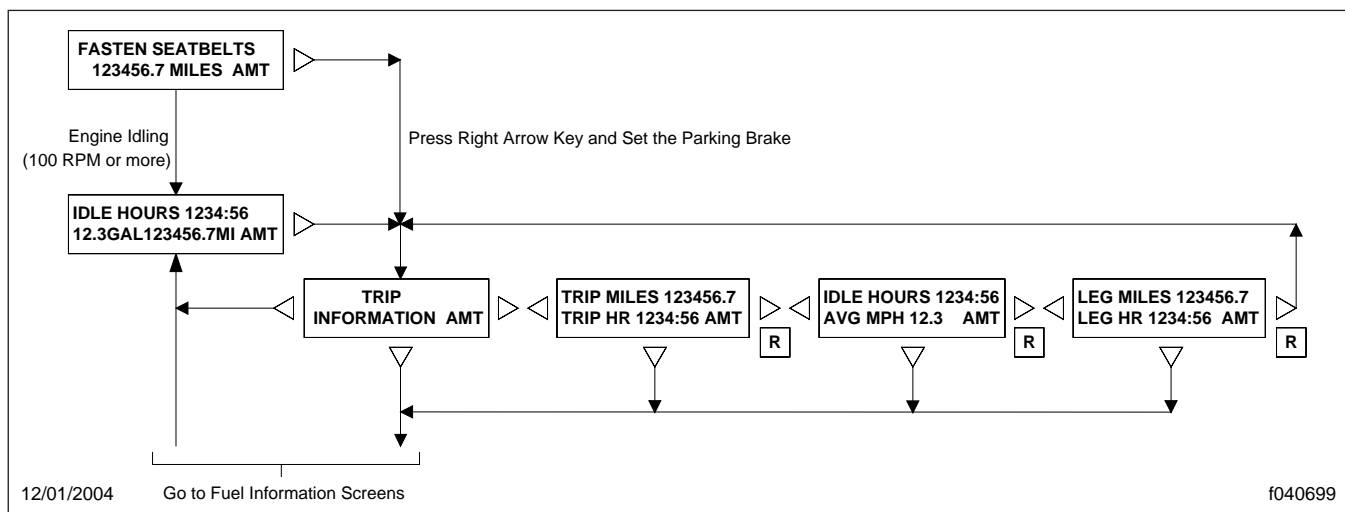 FASTEN SEATBELTS
123456.7 MILES AMT
Engine Idling
(100 RPM or more)
Press Right Arrow Key and Set the Parking Brake
IDLE HOURS 1234:56
12.3GAL123456.7MI AMT
TRIP
INFORMATION AMT
TRIP MILES 123456.7
TRIP HR 1234:56 AMT
R
IDLE HOURS 1234:56
AVG MPH 12.3 AMT
R
LEG MILES 123456.7
LEG HR 1234:56 AMT
R
12/01/2004
Go to Fuel Information Screens
f040699